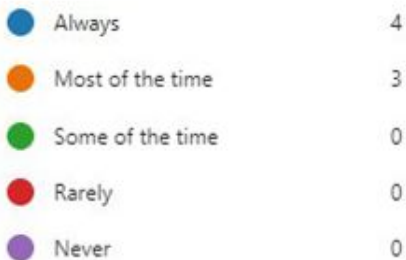 Always 4
Most of the time 3
Some of the time 0
Rarely 0
Never 0